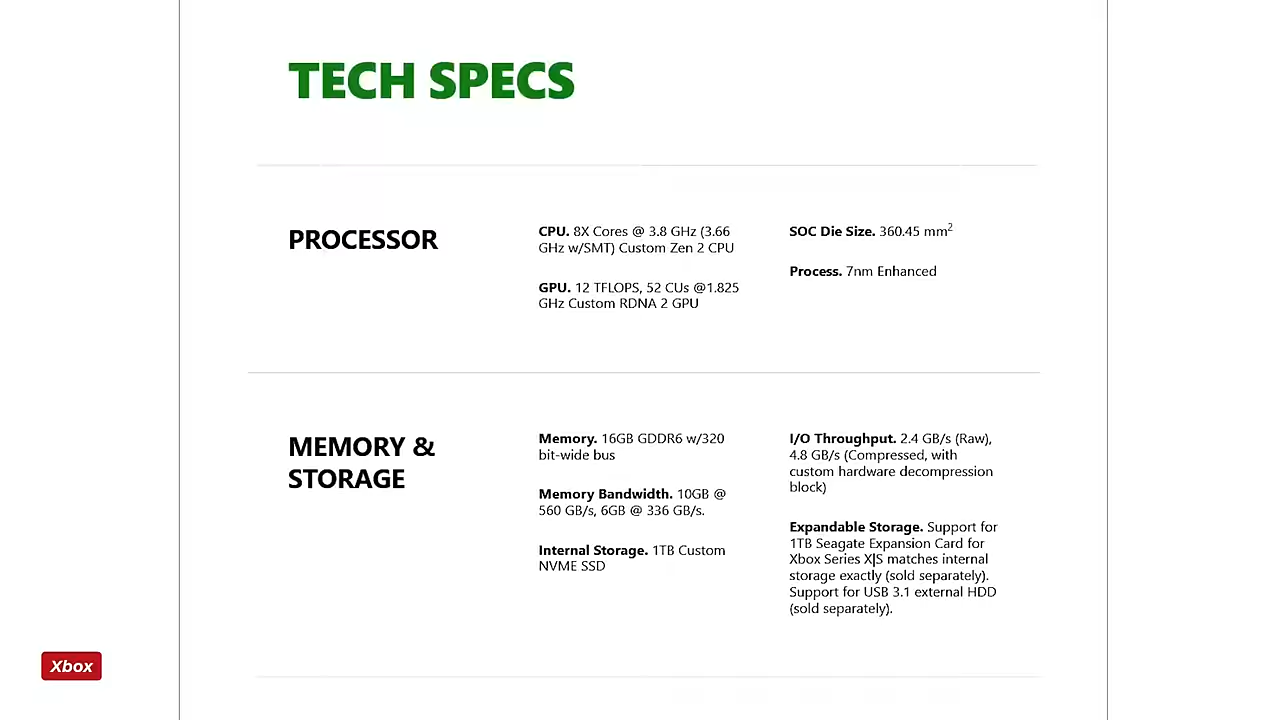 TECH SPECS
PROCESSOR
CPU. 8X Cores @ 3.8 GHz (3.66
GHz w/SMT) Custom Zen 2 CPU
GPU. 12 TFLOPS, 52 CUs @1.825
GHz Custom RDNA 2 GPU
SOC Die Size. 360.45 mm²
Process. 7nm Enhanced
MEMORY &
STORAGE
Memory. 16GB GDDR6 w/320
bit-wide bus
Memory Bandwidth. 10GB @
560 GB/s, 6GB @ 336 GB/s.
Internal Storage. 1TB Custom
NVME SSD
I/O Throughput. 2.4 GB/s (Raw),
4.8 GB/s (Compressed, with
custom hardware decompression
block)
Expandable Storage. Support for
1TB Seagate Expansion Card for
Xbox Series X|S matches internal
storage exactly (sold separately).
Support for USB 3.1 external HDD
(sold separately).
Xbox